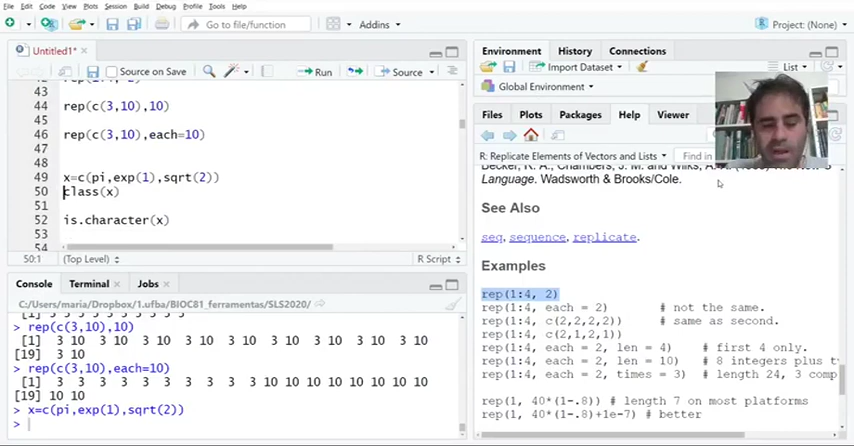 File Edit Code View Plots Session Build Debug Profile Tools Help
Go to file/function Addins Project: (None)
Untitled1*
Source on Save Run Source
43
44 rep(c(3,10),10)
45
46 rep(c(3,10),each=10)
47
48
49 x=c(pi,exp(1),sqrt(2))
50 class(x)
51
52 is.character(x)
53
54
50:1 (Top Level) R Script
Console Terminal Jobs
C:/Users/maria/Dropbox/1.ufba/BIOC81_ferramentas/SLS2020/
> rep(c(3,10),10)
[1] 3 10 3 10 3 10 3 10 3 10 3 10 3 10 3 10 3 10
[19] 3 10
> rep(c(3,10),each=10)
[1] 3 3 3 3 3 3 3 3 3 3 10 10 10 10 10 10 10 10
[19] 10 10
> x=c(pi,exp(1),sqrt(2))
>
Environment History Connections
Import Dataset List
Global Environment
Files Plots Packages Help Viewer
R: Replicate Elements of Vectors and Lists Find in
Becker, R. A., Chambers, J. M. and Wilks, A.
Language. Wadsworth & Brooks/Cole.
See Also
seq, sequence, replicate.
Examples
rep(1:4, 2)
rep(1:4, each = 2) # not the same.
rep(1:4, c(2,2,2,2)) # same as second.
rep(1:4, c(2,1,2,1))
rep(1:4, each = 2, len = 4) # first 4 only.
rep(1:4, each = 2, len = 10) # 8 integers plus
rep(1:4, each = 2, times = 3) # length 24, 3 comp
rep(1, 40*(1-.8)) # length 7 on most platforms
rep(1, 40*(1-.8)+1e-7) # better